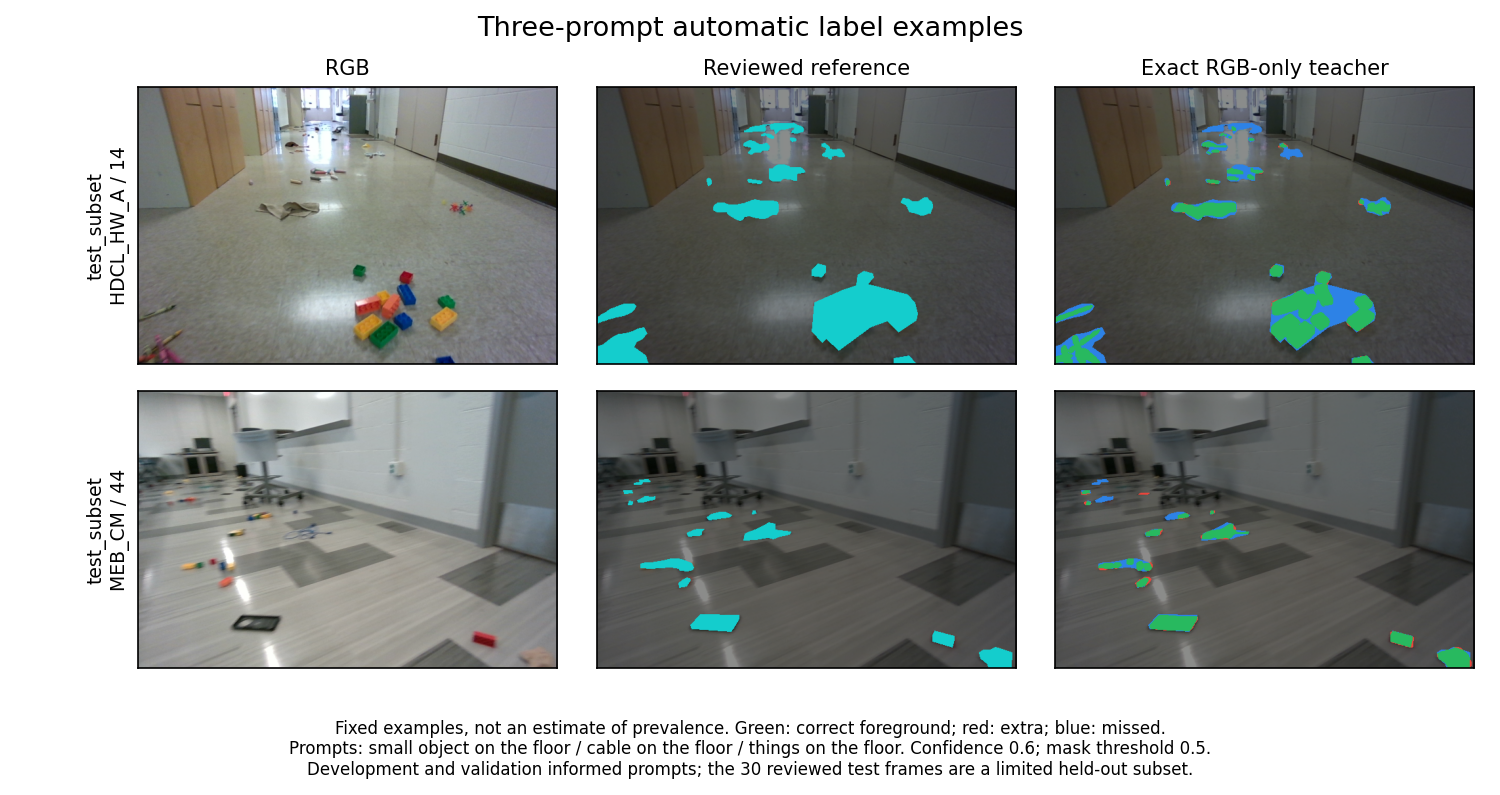 Three-prompt automatic label examples
RGB
Reviewed reference
Exact RGB-only teacher
test_subset
HDCL_HW_A / 14
test_subset
MEB_CM / 44
Fixed examples, not an estimate of prevalence. Green: correct foreground; red: extra; blue: missed.
Prompts: small object on the floor / cable on the floor / things on the floor. Confidence 0.6; mask threshold 0.5.
Development and validation informed prompts; the 30 reviewed test frames are a limited held-out subset.